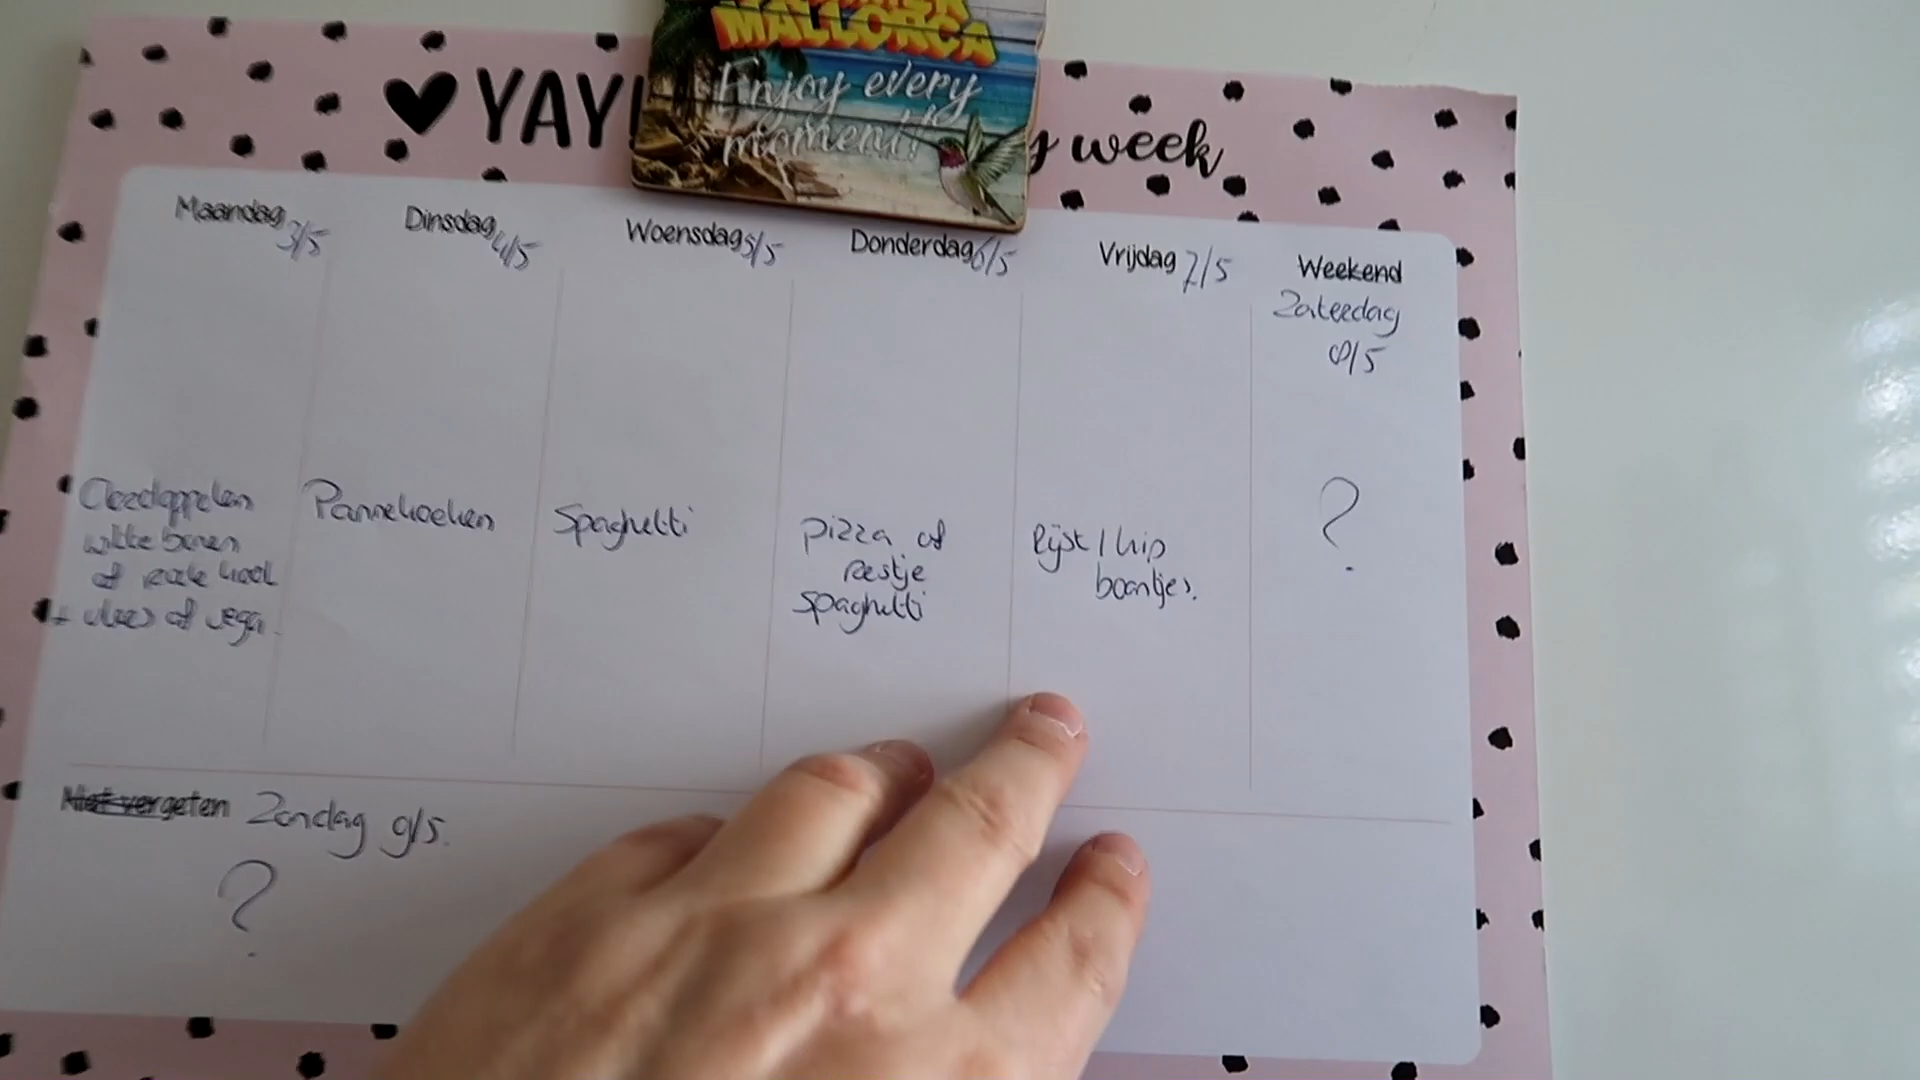 MALLORCA
Enjoy every
moment!
YAY!
y week
Maandag 3/5
Dinsdag 4/5
Woensdag 5/5
Donderdag 6/5
Vrijdag 7/5
Weekend
Zaterdag
8/5
Aardappelen
witte bonen
of rode kool
+ vlees of vega
Pannekoeken
Spaghetti
pizza of
restje
spaghetti
Rijst / kip
boontjes.
?
Niet vergeten Zondag 9/5.
?